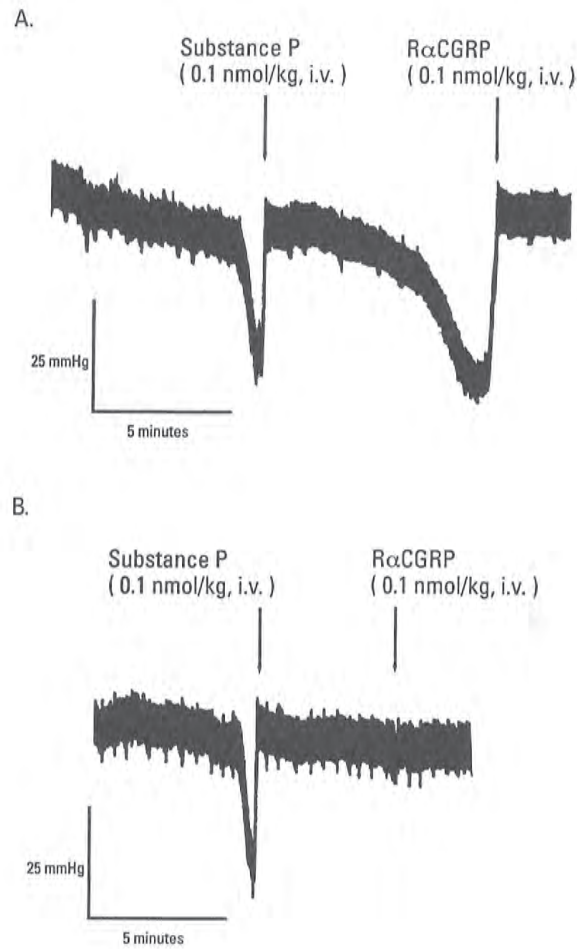 A.
Substance P
( 0.1 nmol/kg, i.v. )
RαCGRP
( 0.1 nmol/kg, i.v. )
25 mmHg
5 minutes
B.
Substance P
( 0.1 nmol/kg, i.v. )
RαCGRP
( 0.1 nmol/kg, i.v. )
25 mmHg
5 minutes